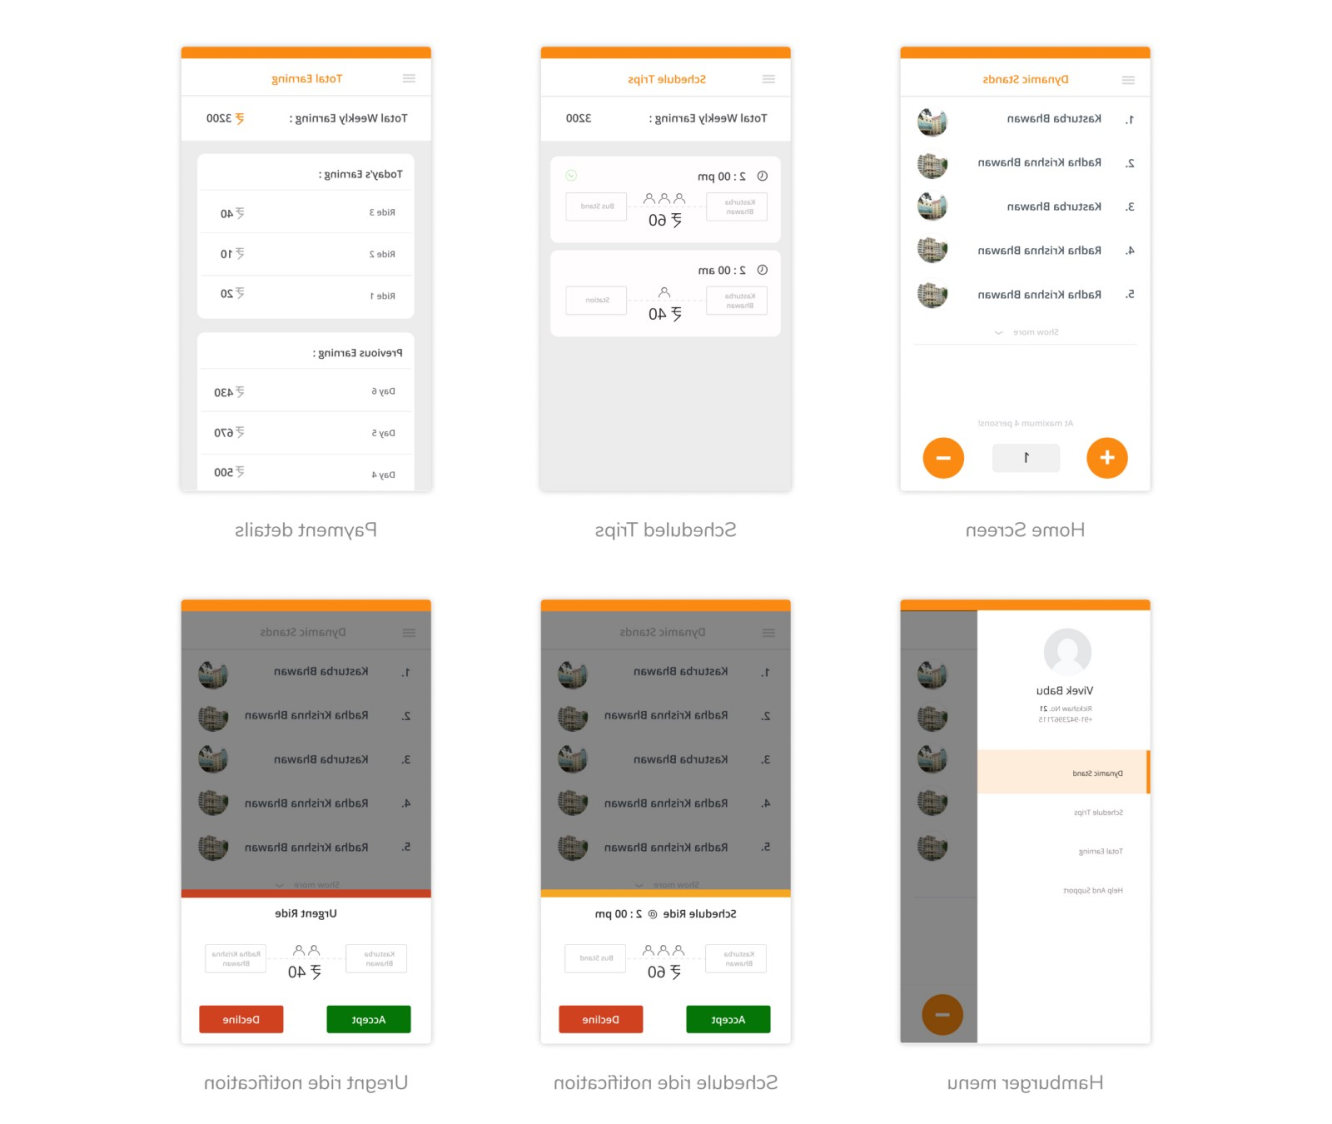 Dynamic Stands
1. Kasturba Bhawan
2. Radha Krishna Bhawan
3. Kasturba Bhawan
4. Radha Krishna Bhawan
5. Radha Krishna Bhawan
Show more
At maximum 4 persons!
+ 1 −
Home Screen
Schedule Trips
Total Weekly Earning : 3200
2 : 00 pm
Kasturba
Bhawan
₹ 60
Bus Stand
2 : 00 am
Kasturba
Bhawan
₹ 40
Station
Scheduled Trips
Total Earning
Total Weekly Earning : ₹ 3200
Today's Earning :
Ride 3 ₹ 40
Ride 2 ₹ 10
Ride 1 ₹ 20
Previous Earning :
Day 6 ₹ 430
Day 5 ₹ 670
Day 4 ₹ 500
Payment details
Vivek Babu
Rickshaw No. 21
+91-942396115
Dynamic Stand
Schedule Trips
Total Earning
Help And Support
−
Hamburger menu
Dynamic Stands
1. Kasturba Bhawan
2. Radha Krishna Bhawan
3. Kasturba Bhawan
4. Radha Krishna Bhawan
5. Radha Krishna Bhawan
Show more
Schedule Ride @ 2 : 00 pm
Kasturba
Bhawan
₹ 60
Bus Stand
Accept Decline
Schedule ride notification
Dynamic Stands
1. Kasturba Bhawan
2. Radha Krishna Bhawan
3. Kasturba Bhawan
4. Radha Krishna Bhawan
5. Radha Krishna Bhawan
Show more
Urgent Ride
Kasturba
Bhawan
₹ 40
Radha Krishna
Bhawan
Accept Decline
Uregnt ride notification